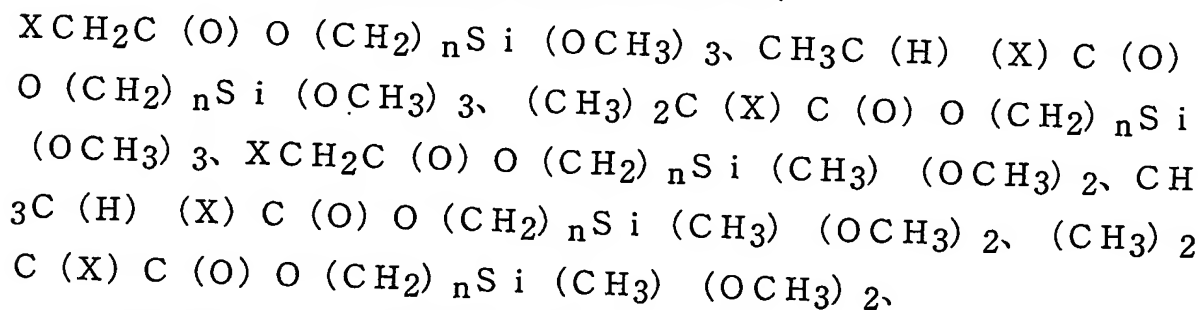 XCH2C(O)O(CH2)nSi(OCH3)3、CH3C(H)(X)C(O)
O(CH2)nSi(OCH3)3、(CH3)2C(X)C(O)O(CH2)nSi
(OCH3)3、XCH2C(O)O(CH2)nSi(CH3)(OCH3)2、CH
3C(H)(X)C(O)O(CH2)nSi(CH3)(OCH3)2、(CH3)2
C(X)C(O)O(CH2)nSi(CH3)(OCH3)2、